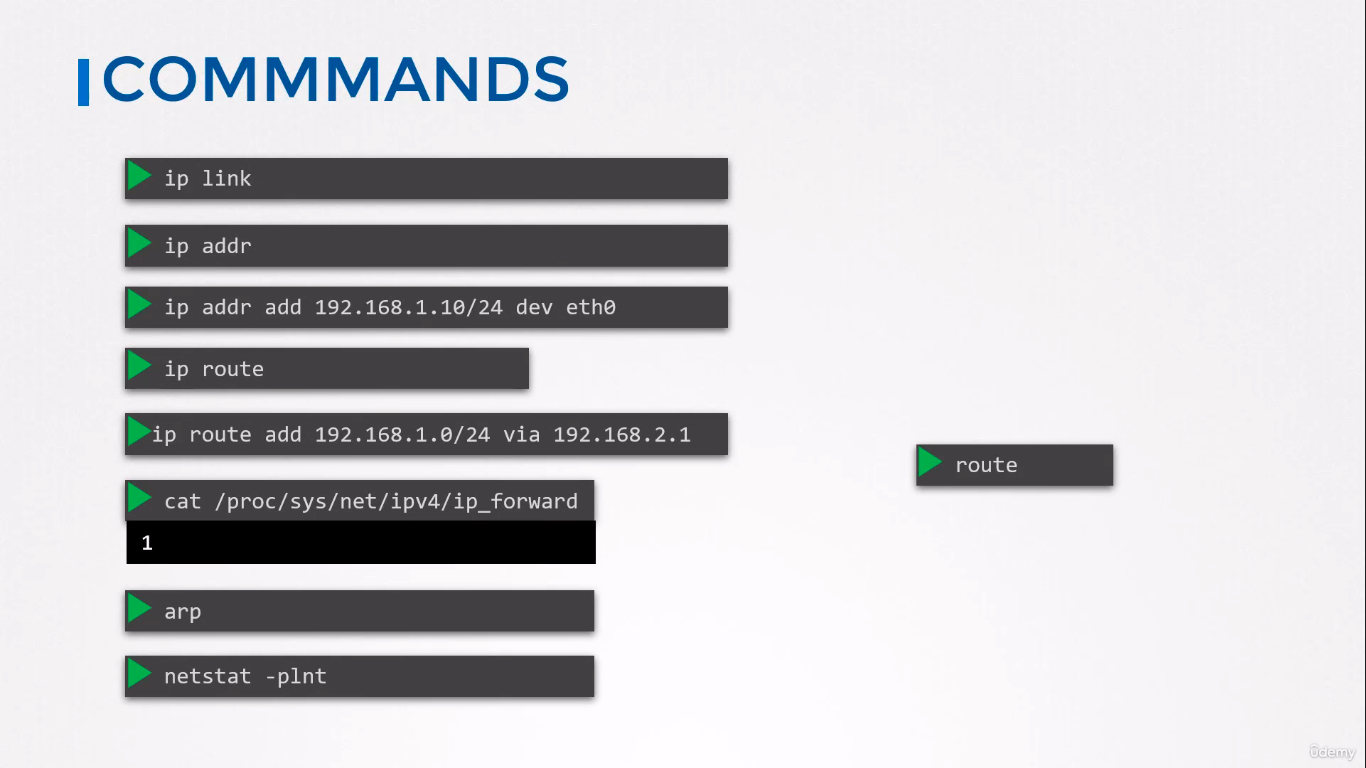 COMMMANDS
ip link
ip addr
ip addr add 192.168.1.10/24 dev eth0
ip route
ip route add 192.168.1.0/24 via 192.168.2.1
route
cat /proc/sys/net/ipv4/ip_forward
1
arp
netstat -plnt
ûdemy